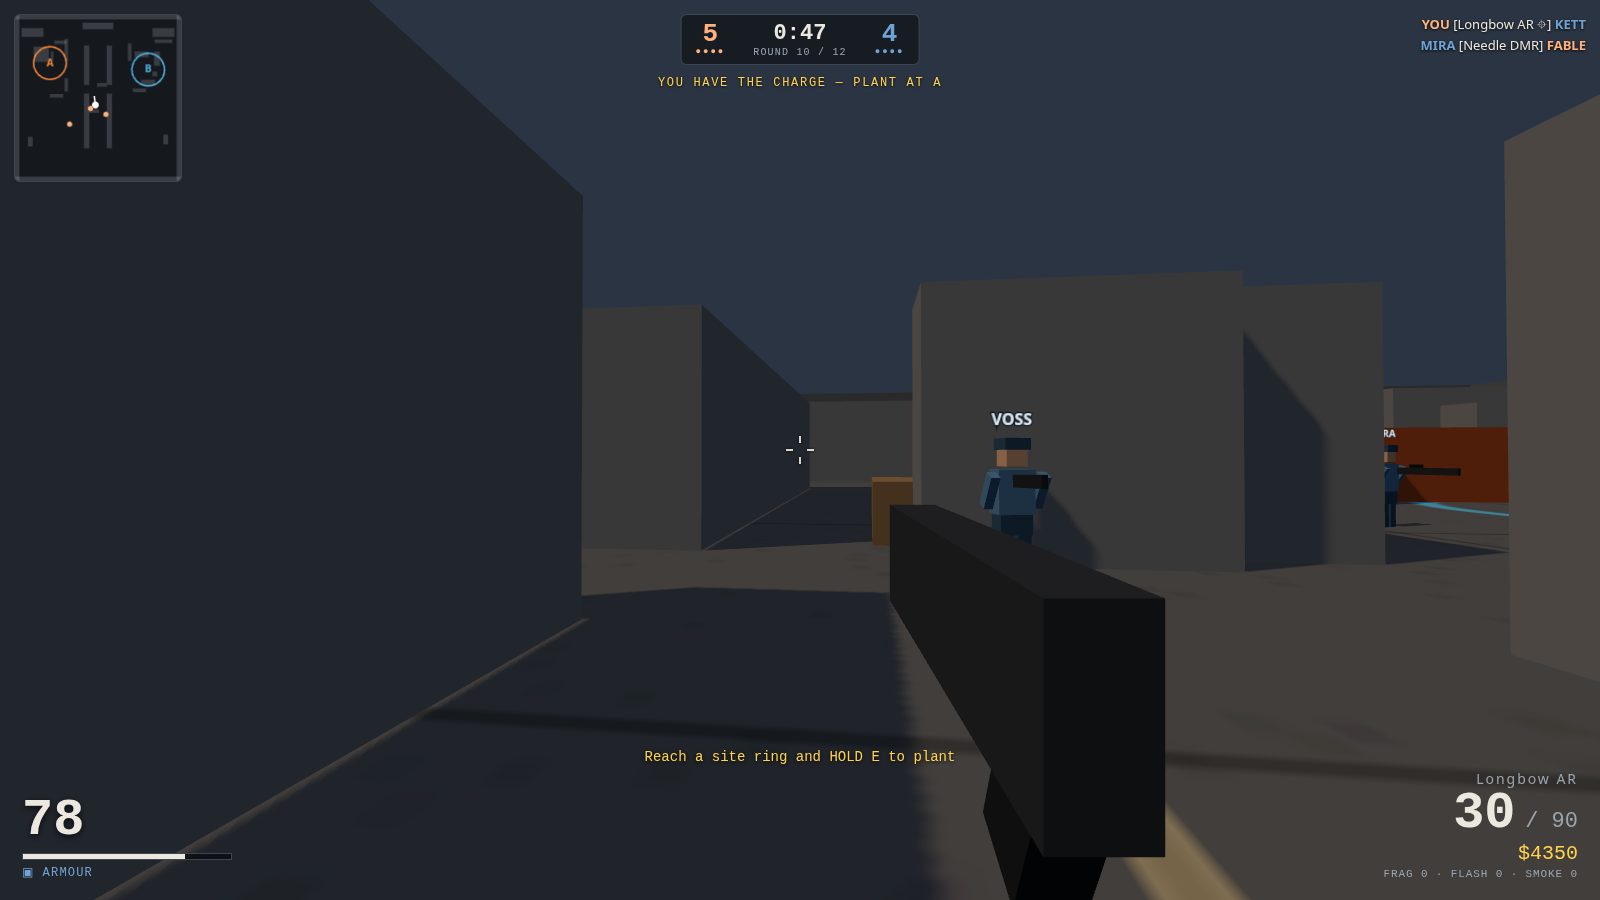 A
B
5 0:47 4
ROUND 10 / 12
YOU HAVE THE CHARGE — PLANT AT A
YOU [Longbow AR ⌖] KETT
MIRA [Needle DMR] FABLE
VOSS
RA
Reach a site ring and HOLD E to plant
78
ARMOUR
Longbow AR
30 / 90
$4350
FRAG 0 · FLASH 0 · SMOKE 0